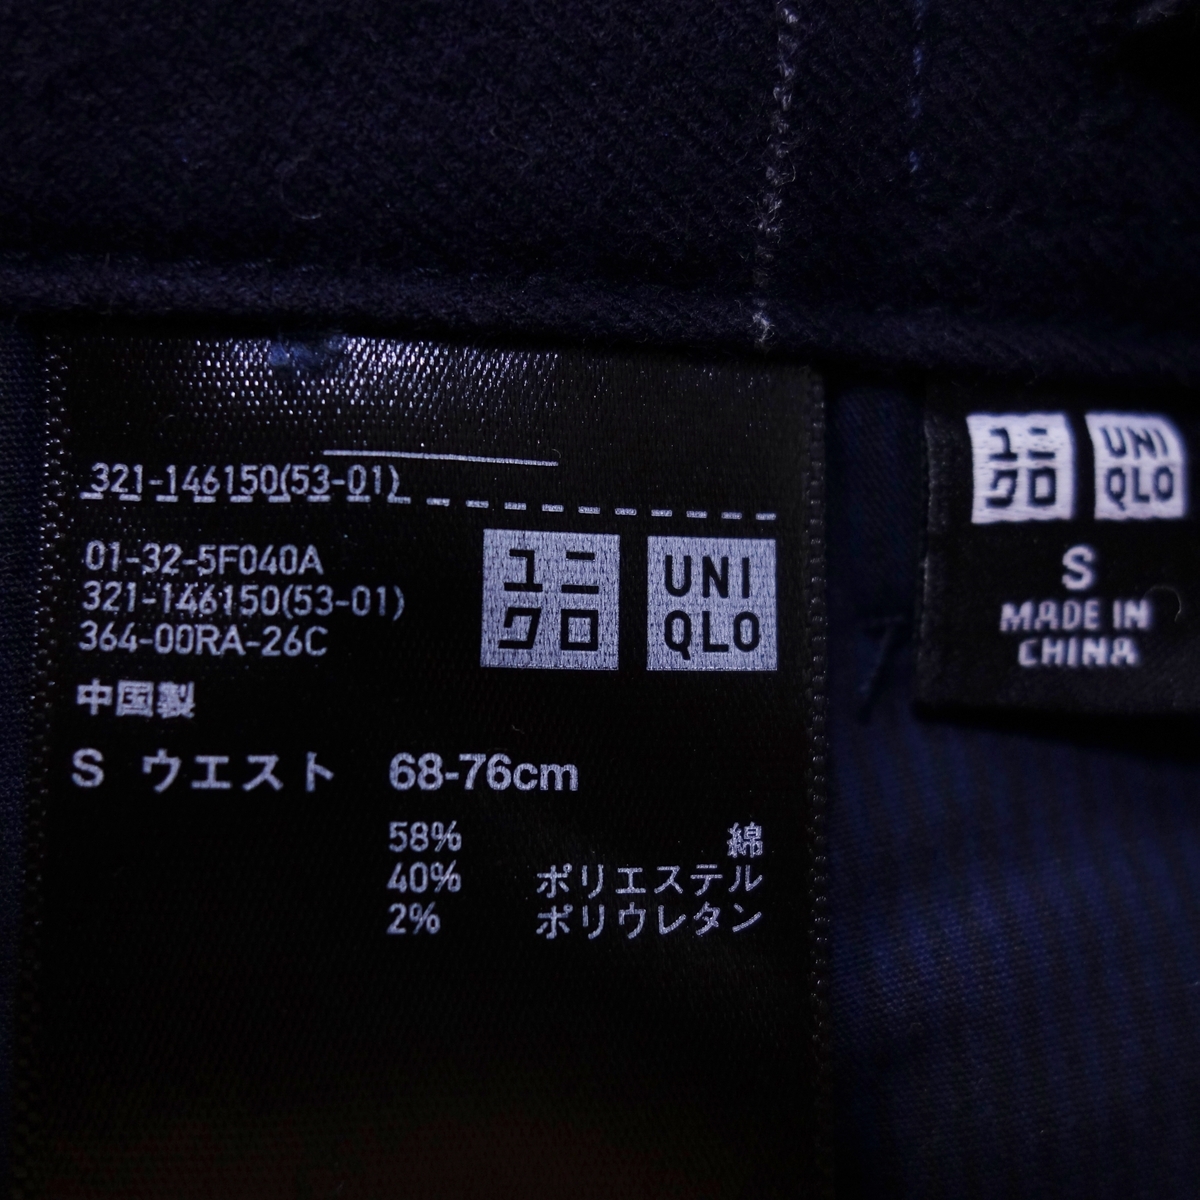 321-146150(53-01)
01-32-5F040A
321-146150(53-01)
364-00RA-26C
ユニ
クロ
UNI
QLO
中国製
S ウエスト 68-76cm
58% 綿
40% ポリエステル
2% ポリウレタン
ユニ
クロ
UNI
QLO
S
MADE IN
CHINA